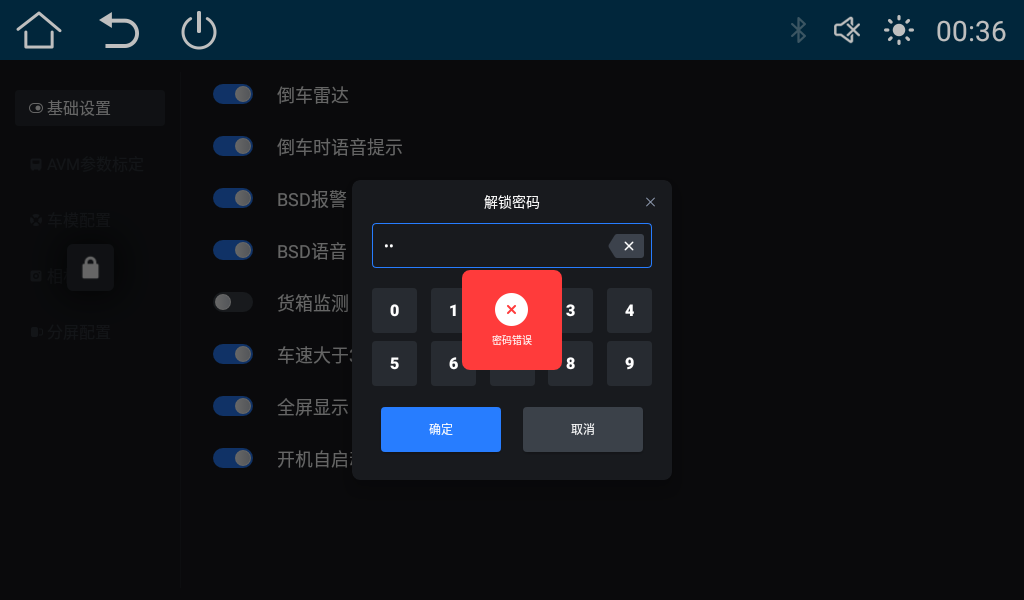 00:36
基础设置
AVM参数标定
车模配置
分屏配置
倒车雷达
倒车时语音提示
BSD报警
BSD语音
货箱监测
车速大于
全屏显示
开机自启
解锁密码
••
密码错误
0 1 3 4
5 6 8 9
确定 取消